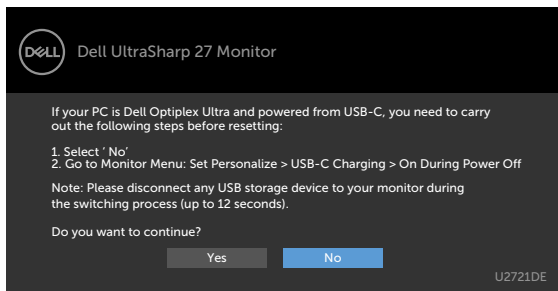 DELL
Dell UltraSharp 27 Monitor
If your PC is Dell Optiplex Ultra and powered from USB-C, you need to carry
out the following steps before resetting:
1. Select ‘ No’
2. Go to Monitor Menu: Set Personalize > USB-C Charging > On During Power Off
Note: Please disconnect any USB storage device to your monitor during
the switching process (up to 12 seconds).
Do you want to continue?
Yes No
U2721DE